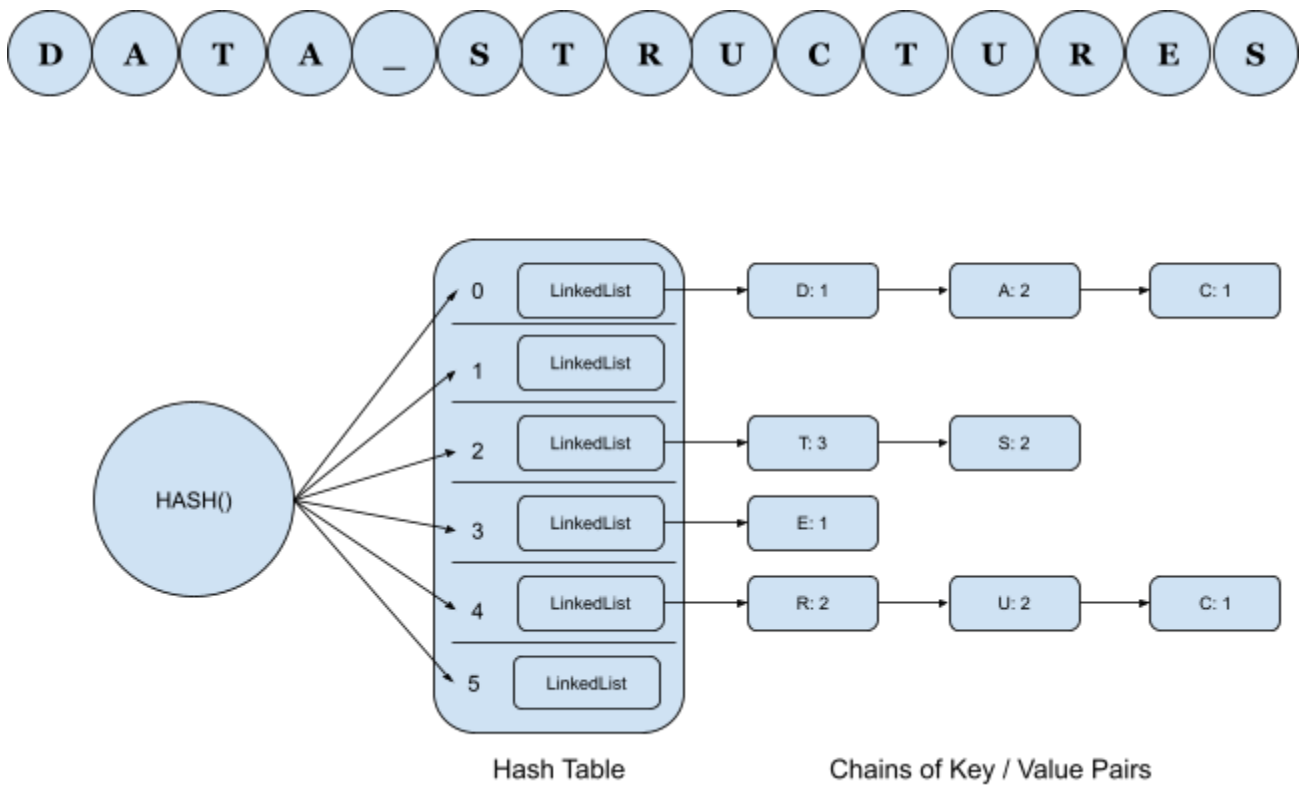 D A T A _ S T R U C T U R E S
0 LinkedList D: 1 A: 2 C: 1
1 LinkedList
2 LinkedList T: 3 S: 2
HASH()
3 LinkedList E: 1
4 LinkedList R: 2 U: 2 C: 1
5 LinkedList
Hash Table Chains of Key / Value Pairs